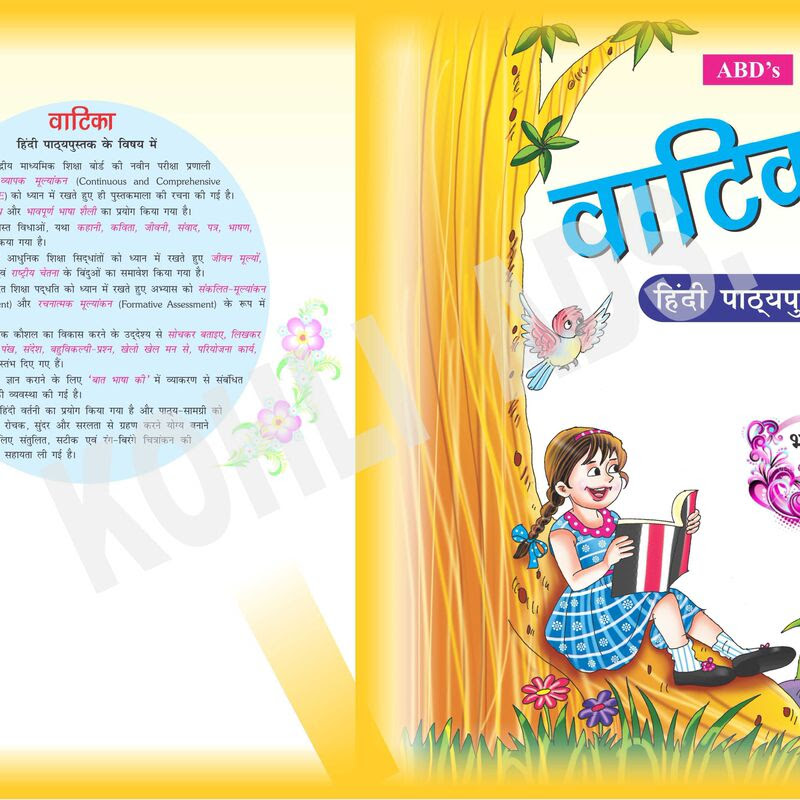 वाटिका
हिंदी पाठ्यपुस्तक के विषय में
माध्यमिक शिक्षा बोर्ड की नवीन परीक्षा प्रणाली
व्यापक मूल्यांकन (Continuous and Comprehensive
को ध्यान में रखते हुए ही पुस्तकमाला की रचना की गई है।
और भावपूर्ण भाषा शैली का प्रयोग किया गया है।
विधाओं, यथा कहानी, कविता, जीवनी, संवाद, पत्र, भाषण,
गया है।
आधुनिक शिक्षा सिद्धांतों को ध्यान में रखते हुए जीवन मूल्यों,
राष्ट्रीय चेतना के बिंदुओं का समावेश किया गया है।
शिक्षा पद्धति को ध्यान में रखते हुए अभ्यास को संकलित-मूल्यांकन
और रचनात्मक मूल्यांकन (Formative Assessment) के रूप में
कौशल का विकास करने के उद्देश्य से सोचकर बताइए, लिखकर
पंख, संदेश, बहुविकल्पी-प्रश्न, खेलो खेल मन से, परियोजना कार्य,
दिए गए हैं।
ज्ञान कराने के लिए 'बात भाषा की' में व्याकरण से संबंधित
व्यवस्था की गई है।
हिंदी वर्तनी का प्रयोग किया गया है और पाठ्य-सामग्री को
रोचक, सुंदर और सरलता से ग्रहण करने योग्य बनाने
संतुलित, सटीक एवं रंग-बिरंगे चित्रांकन की
सहायता ली गई है।
ABD's
वाटिक
हिंदी पाठ्यपु
KOHLI ADS.